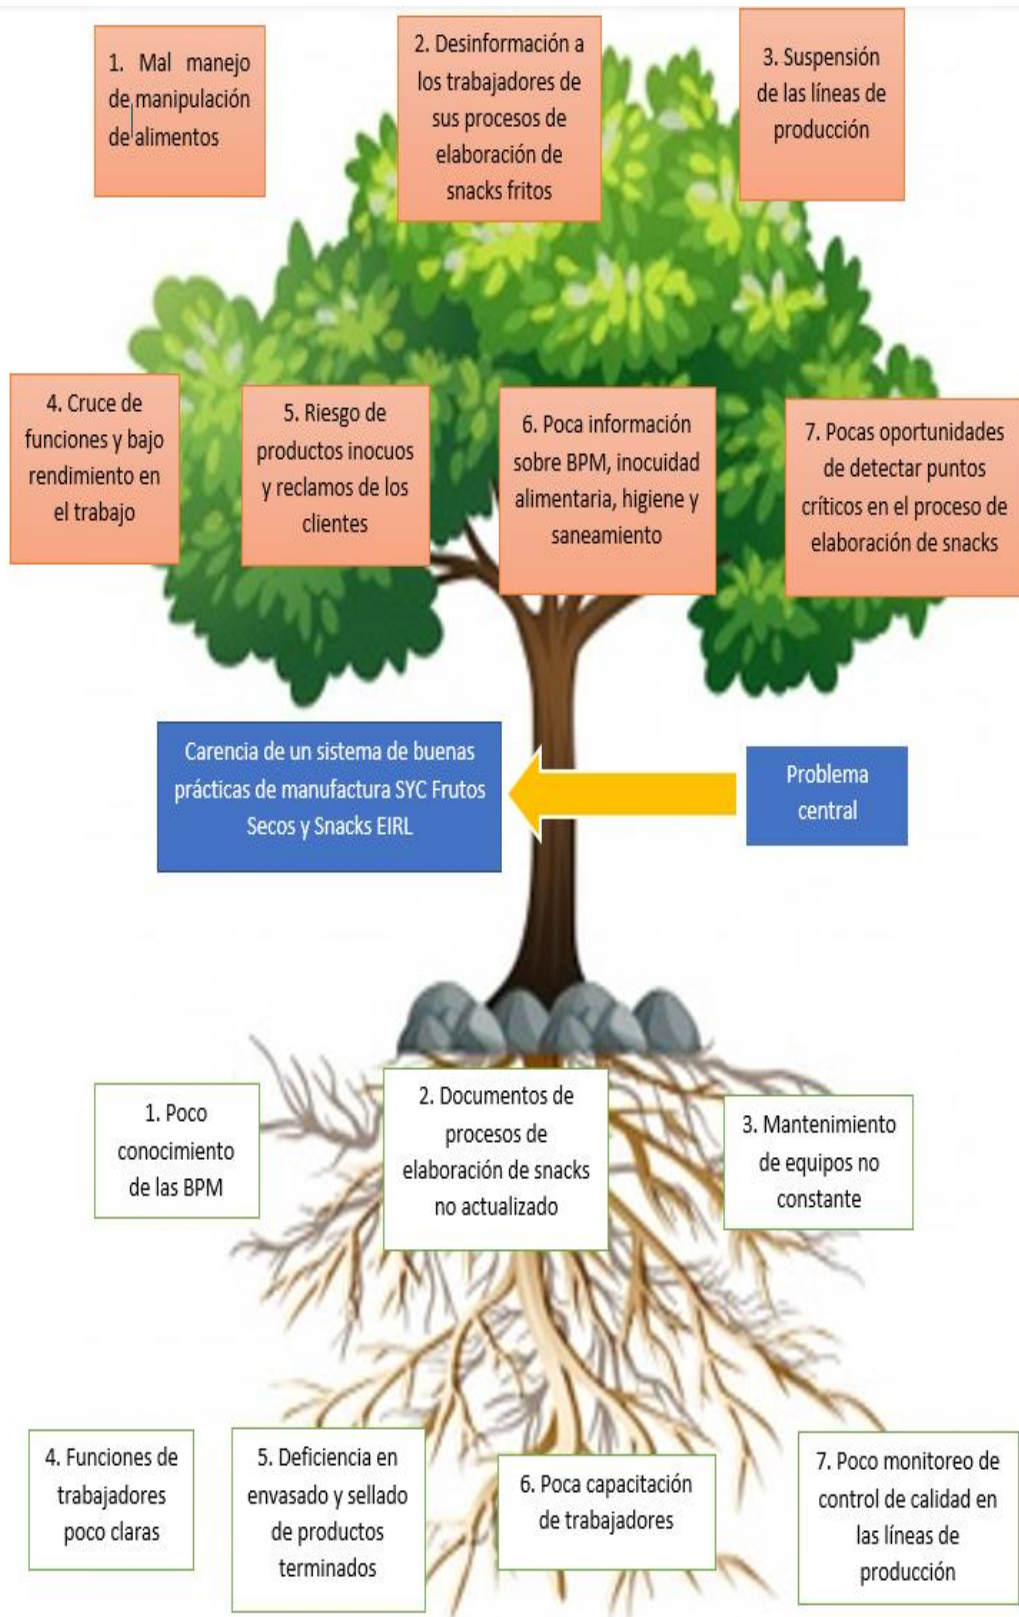 1. Mal manejo
de manipulación
de alimentos
2. Desinformación a
los trabajadores de
sus procesos de
elaboración de
snacks fritos
3. Suspensión
de las líneas de
producción
4. Cruce de
funciones y bajo
rendimiento en
el trabajo
5. Riesgo de
productos inocuos
y reclamos de los
clientes
6. Poca información
sobre BPM, inocuidad
alimentaria, higiene y
saneamiento
7. Pocas oportunidades
de detectar puntos
críticos en el proceso de
elaboración de snacks
Carencia de un sistema de buenas
prácticas de manufactura SYC Frutos
Secos y Snacks EIRL
Problema
central
1. Poco
conocimiento
de las BPM
2. Documentos de
procesos de
elaboración de snacks
no actualizado
3. Mantenimiento
de equipos no
constante
4. Funciones de
trabajadores
poco claras
5. Deficiencia en
envasado y sellado
de productos
terminados
6. Poca capacitación
de trabajadores
7. Poco monitoreo de
control de calidad en
las líneas de
producción